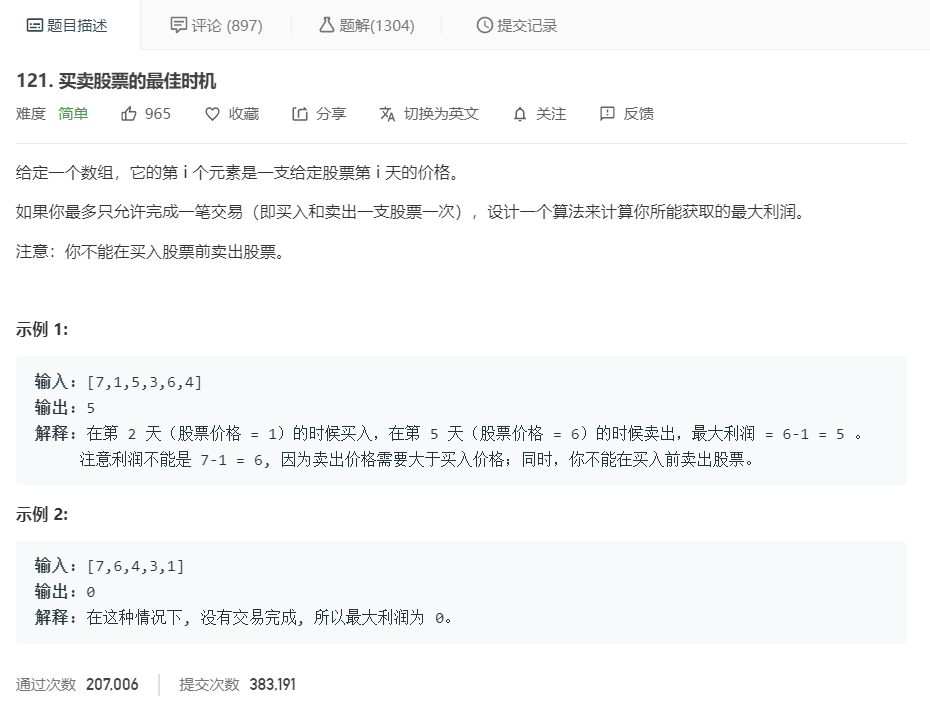 题目描述 评论 (897) 题解(1304) 提交记录
121. 买卖股票的最佳时机
难度 简单 965 收藏 分享 切换为英文 关注 反馈
给定一个数组，它的第 i 个元素是一支给定股票第 i 天的价格。
如果你最多只允许完成一笔交易（即买入和卖出一支股票一次），设计一个算法来计算你所能获取的最大利润。
注意：你不能在买入股票前卖出股票。
示例 1:
输入: [7,1,5,3,6,4]
输出: 5
解释: 在第 2 天（股票价格 = 1）的时候买入，在第 5 天（股票价格 = 6）的时候卖出，最大利润 = 6-1 = 5 。
注意利润不能是 7-1 = 6, 因为卖出价格需要大于买入价格；同时，你不能在买入前卖出股票。
示例 2:
输入: [7,6,4,3,1]
输出: 0
解释: 在这种情况下, 没有交易完成, 所以最大利润为 0。
通过次数 207,006 提交次数 383,191